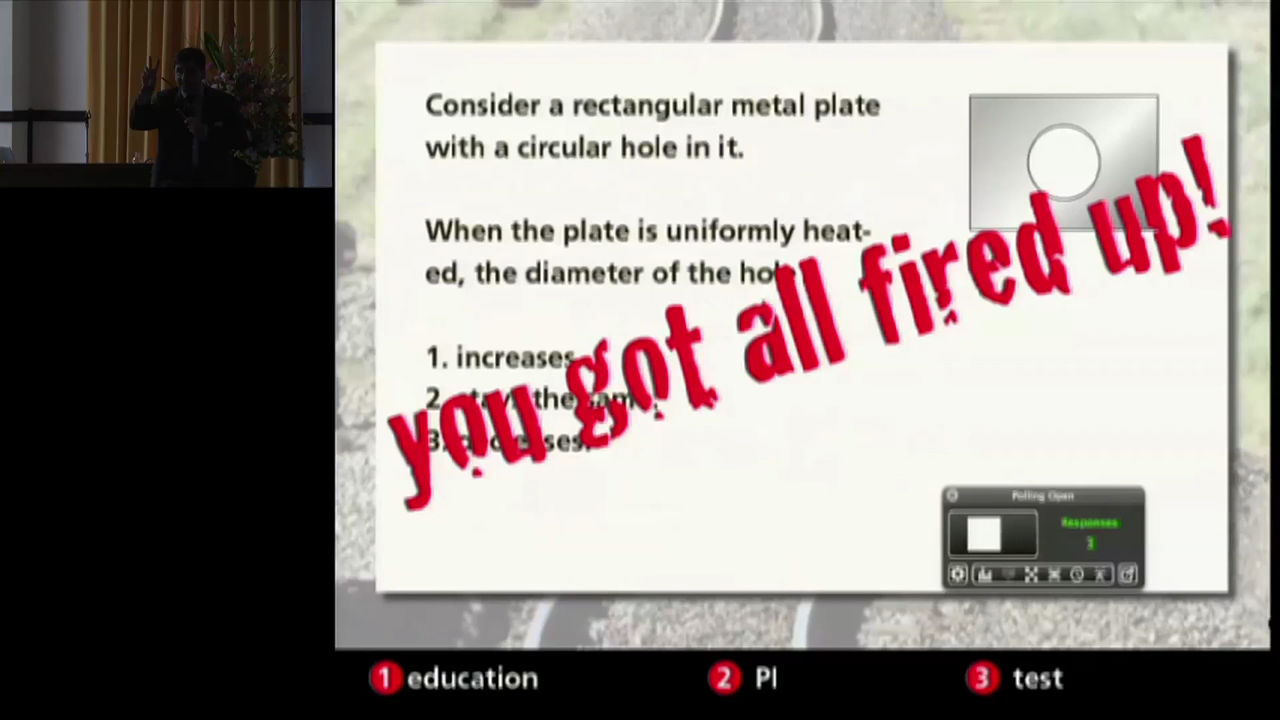 Consider a rectangular metal plate
with a circular hole in it.
When the plate is uniformly heat-
ed, the diameter of the hole
you got all fired up!
1. increases
2. stays the same
3. decreases.
Polling Open
Responses
3
1 education
2 PI
3 test